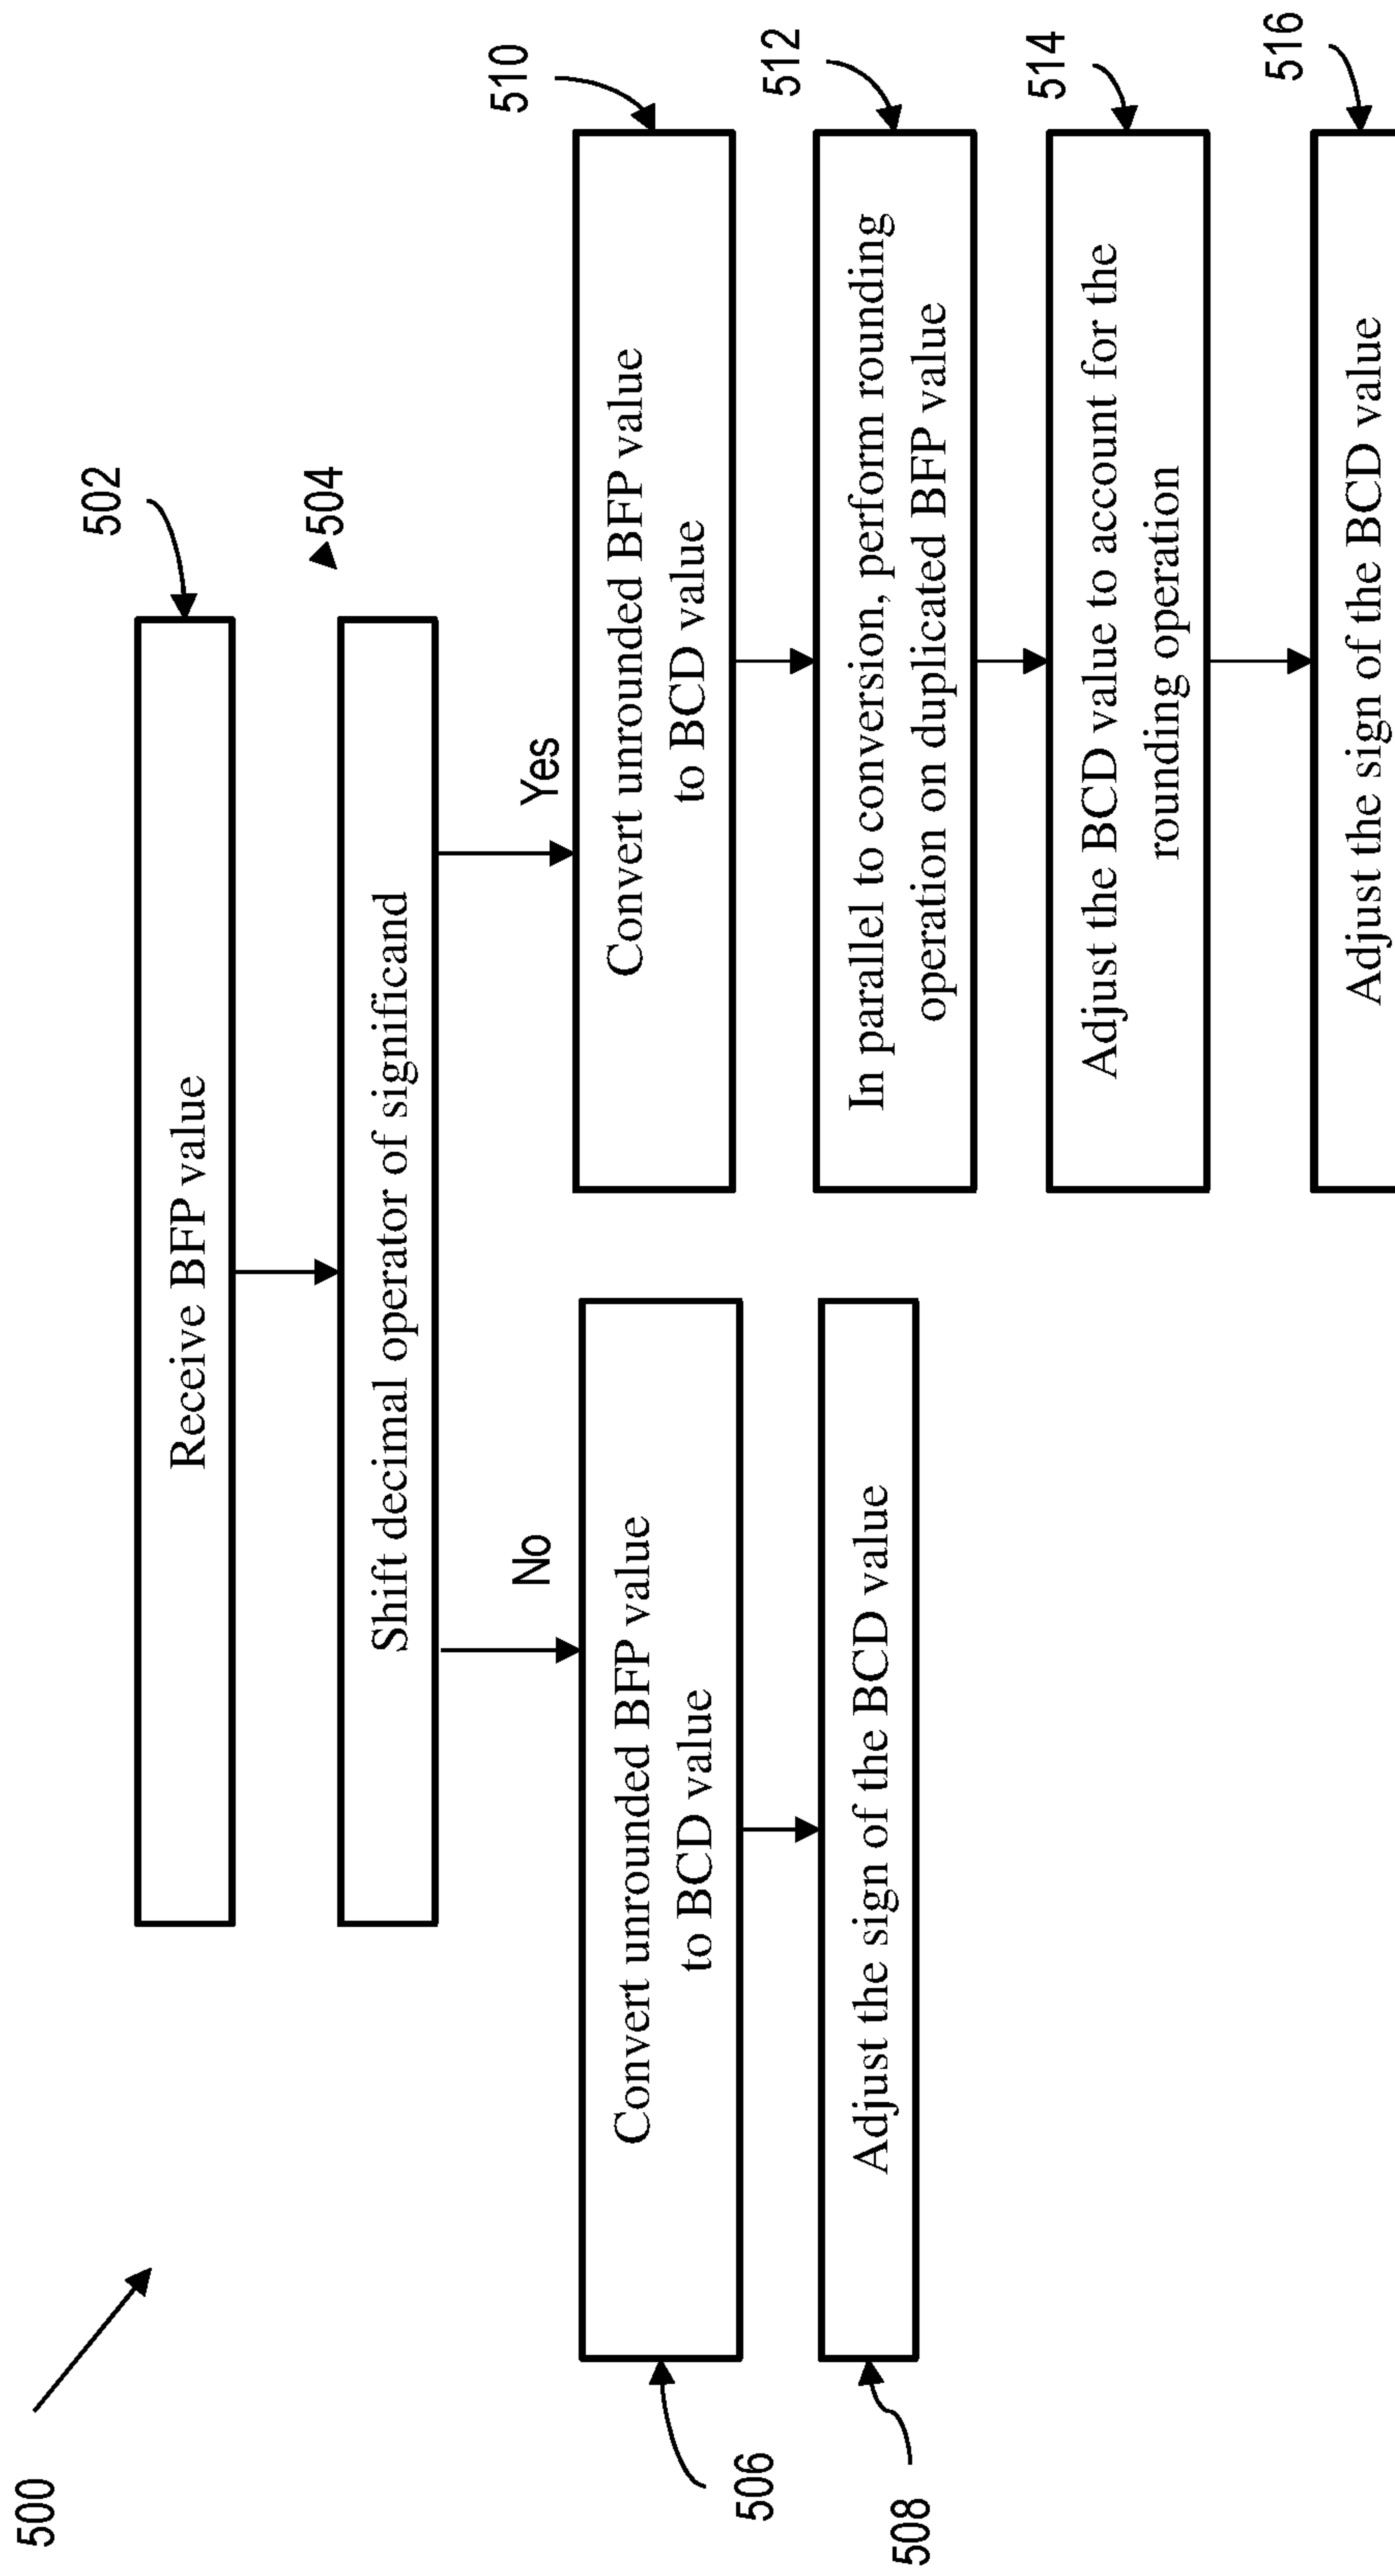 500
502
Receive BFP value
504
Shift decimal operator of significand
No
Yes
506
Convert unrounded BFP value
to BCD value
508
Adjust the sign of the BCD value
510
Convert unrounded BFP value
to BCD value
512
In parallel to conversion, perform rounding
operation on duplicated BFP value
514
Adjust the BCD value to account for the
rounding operation
516
Adjust the sign of the BCD value